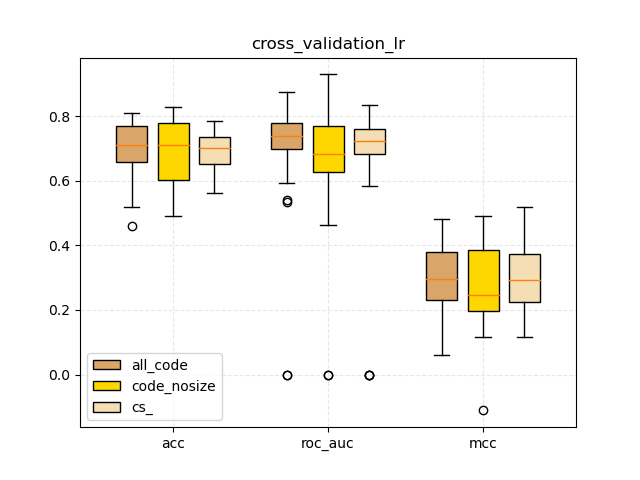 cross_validation_lr
0.8
0.6
0.4
0.2
0.0
all_code
code_nosize
cs_
acc
roc_auc
mcc